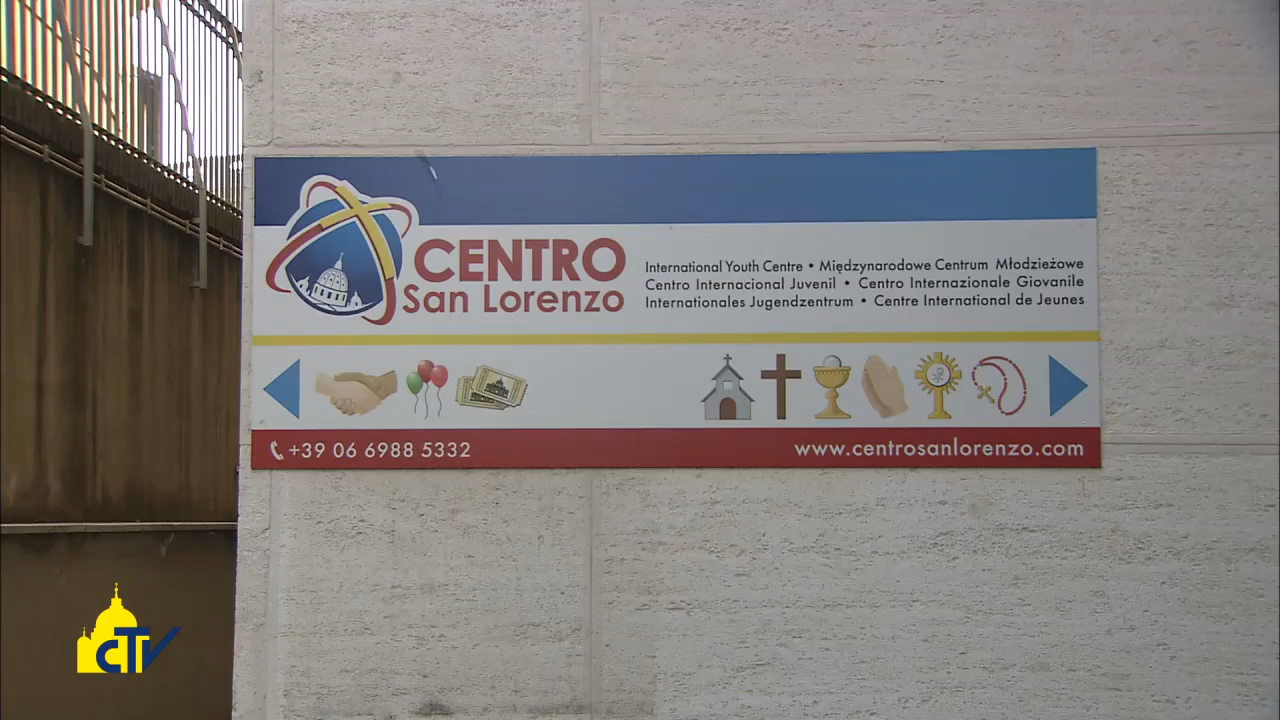 CENTRO
San Lorenzo
International Youth Centre • Międzynarodowe Centrum Młodzieżowe
Centro Internacional Juvenil • Centro Internazionale Giovanile
Internationales Jugendzentrum • Centre International de Jeunes
+39 06 6988 5332
www.centrosanlorenzo.com
CTV